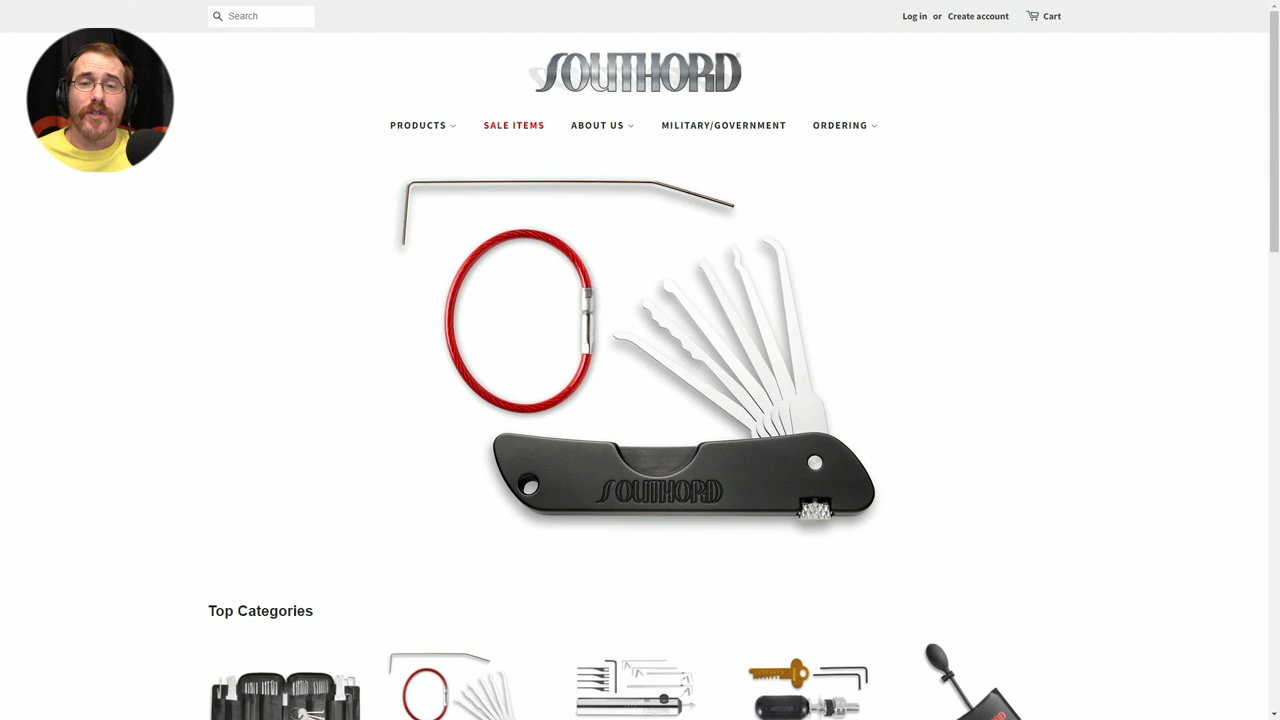 Search
Log in or Create account Cart
SOUTHORD
PRODUCTS SALE ITEMS ABOUT US MILITARY/GOVERNMENT ORDERING
SOUTHORD
Top Categories